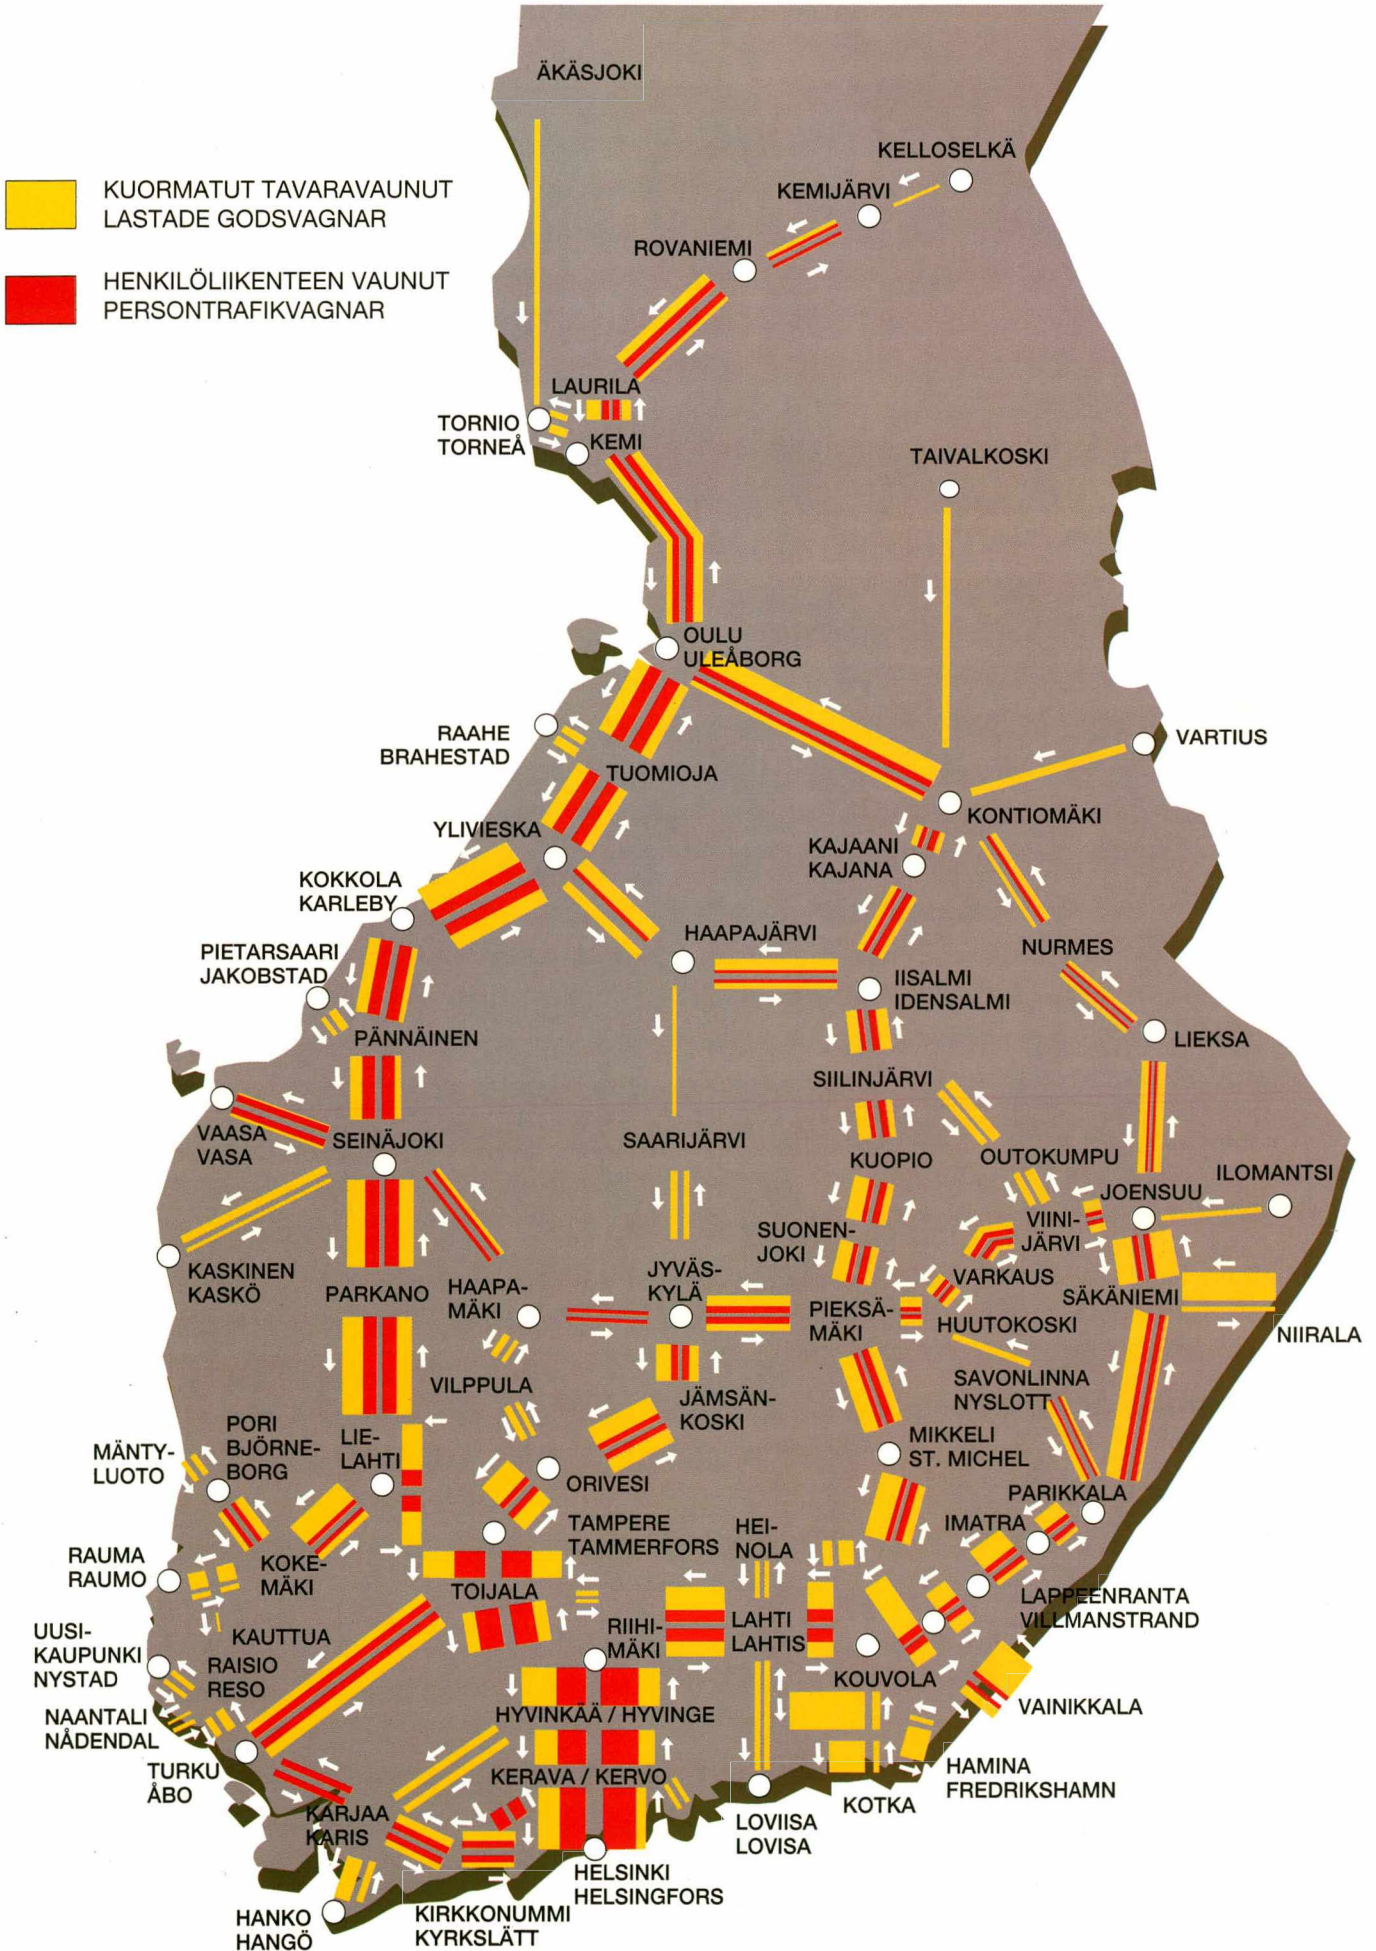 ÄKÄSJOKI
KELLOSELKÄ
KEMIJÄRVI
KUORMATUT TAVARAVAUNUT
LASTADE GODSVAGNAR
ROVANIEMI
HENKILÖLIIKENTEEN VAUNUT
PERSONTRAFIKVAGNAR
LAURILA
TORNIO
TORNEÅ
KEMI
TAIVALKOSKI
OULU
ULEÅBORG
RAAHE
BRAHESTAD
VARTIUS
TUOMIOJA
KONTIOMÄKI
YLIVIESKA
KAJAANI
KAJANA
KOKKOLA
KARLEBY
HAAPAJÄRVI
NURMES
PIETARSAARI
JAKOBSTAD
IISALMI
IDENSALMI
PÄNNÄINEN
LIEKSA
SIILINJÄRVI
VAASA
VASA
SEINÄJOKI
SAARIJÄRVI
KUOPIO
OUTOKUMPU
ILOMANTSI
JOENSUU
VIINI-
JÄRVI
SUONEN-
JOKI
KASKINEN
KASKÖ
PARKANO
HAAPA-
MÄKI
JYVÄS-
KYLÄ
VARKAUS
SÄKÄNIEMI
PIEKSÄ-
MÄKI
HUUTOKOSKI
NIIRALA
VILPPULA
JÄMSÄN-
KOSKI
SAVONLINNA
NYSLOTT
PORI
BJÖRNE-
BORG
LIE-
LAHTI
MÄNTY-
LUOTO
MIKKELI
ST. MICHEL
ORIVESI
PARIKKALA
TAMPERE
TAMMERFORS
HEI-
NOLA
IMATRA
RAUMA
RAUMO
KOKE-
MÄKI
TOIJALA
LAPPEENRANTA
VILLMANSTRAND
RIIHI-
MÄKI
LAHTI
LAHTIS
UUSI-
KAUPUNKI
NYSTAD
KAUTTUA
RAISIO
RESO
KOUVOLA
VAINIKKALA
NAANTALI
NÅDENDAL
HYVINKÄÄ / HYVINGE
TURKU
ÅBO
KERAVA / KERVO
HAMINA
FREDRIKSHAMN
KARJAA
KARIS
KOTKA
LOVIISA
LOVISA
HELSINKI
HELSINGFORS
HANKO
HANGÖ
KIRKKONUMMI
KYRKSLÄTT